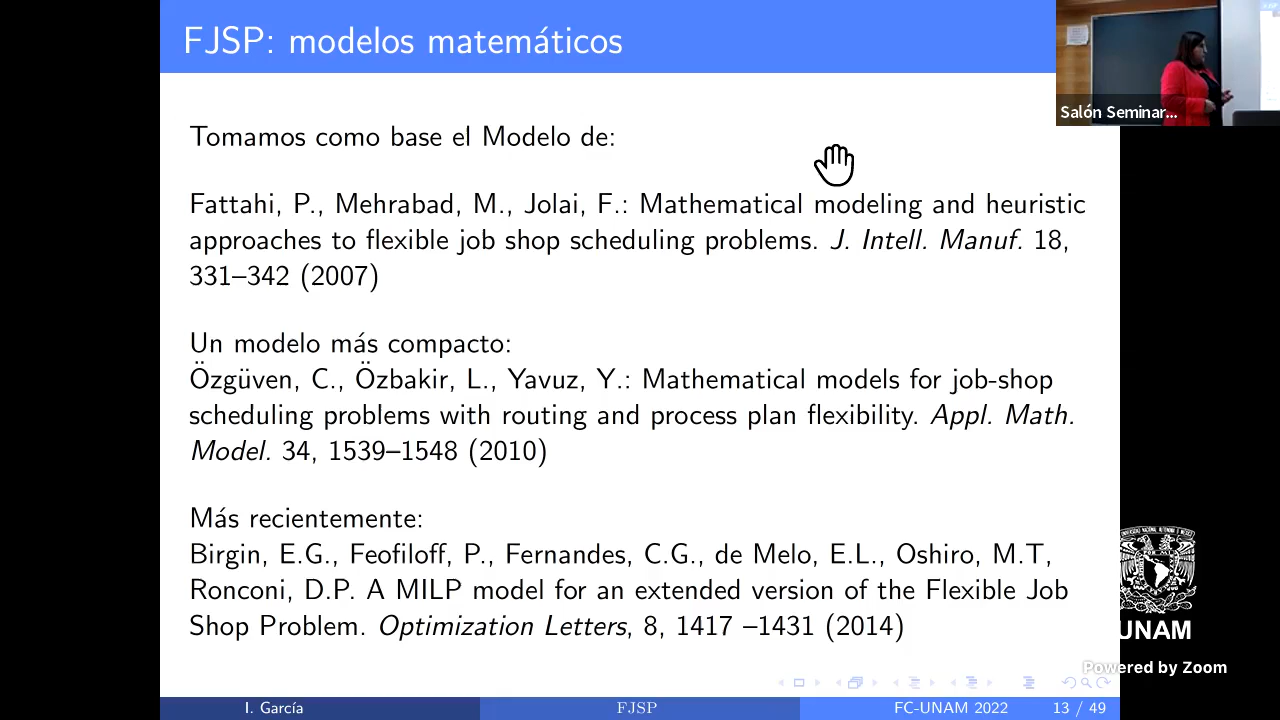 FJSP: modelos matemáticos
Salón Seminar...
Tomamos como base el Modelo de:
Fattahi, P., Mehrabad, M., Jolai, F.: Mathematical modeling and heuristic
approaches to flexible job shop scheduling problems. J. Intell. Manuf. 18,
331–342 (2007)
Un modelo más compacto:
Özgüven, C., Özbakir, L., Yavuz, Y.: Mathematical models for job-shop
scheduling problems with routing and process plan flexibility. Appl. Math.
Model. 34, 1539–1548 (2010)
Más recientemente:
Birgin, E.G., Feofiloff, P., Fernandes, C.G., de Melo, E.L., Oshiro, M.T,
Ronconi, D.P. A MILP model for an extended version of the Flexible Job
Shop Problem. Optimization Letters, 8, 1417 –1431 (2014)
UNAM
Powered by Zoom
I. García
FJSP
FC-UNAM 2022
13 / 49